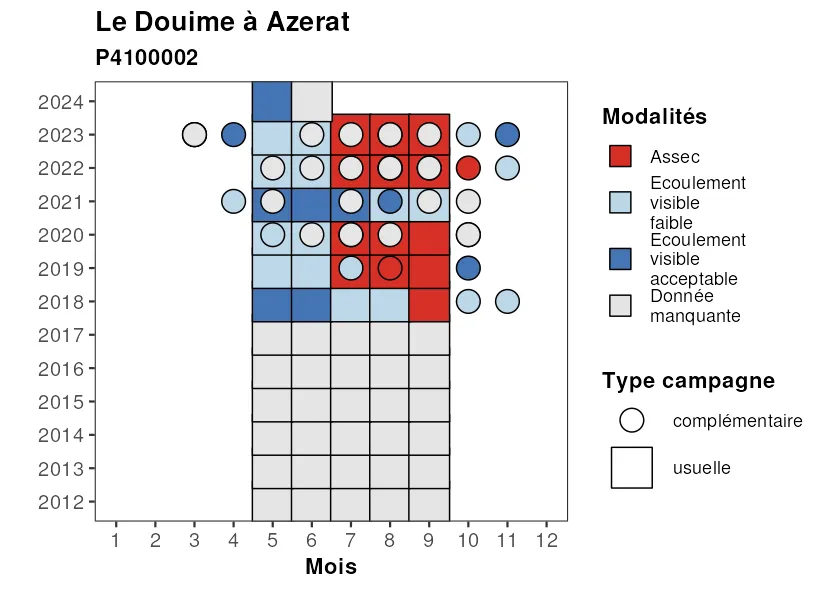 Le Douime à Azerat
P4100002
2024
2023
2022
2021
2020
2019
2018
2017
2016
2015
2014
2013
2012
1 2 3 4 5 6 7 8 9 10 11 12
Mois
Modalités
Assec
Ecoulement
visible
faible
Ecoulement
visible
acceptable
Donnée
manquante
Type campagne
complémentaire
usuelle